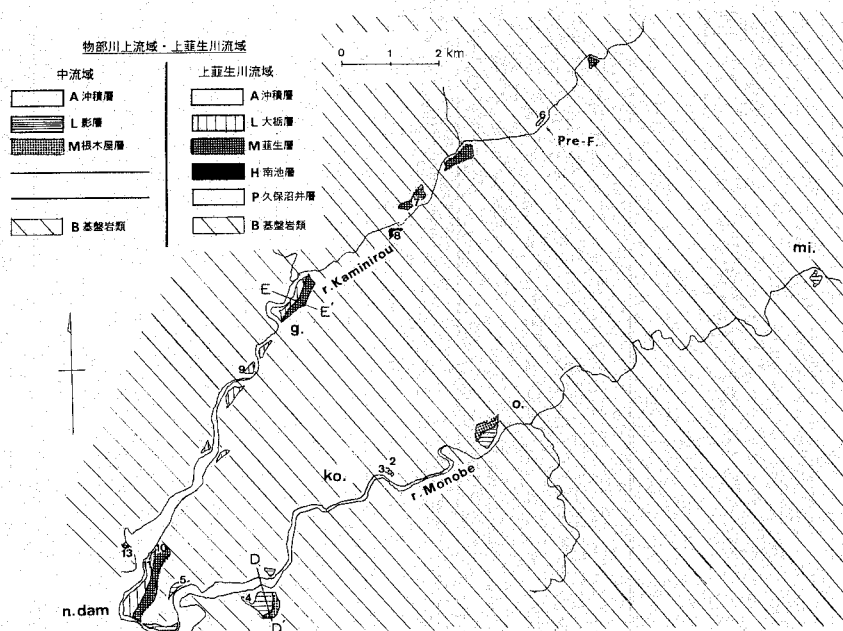 物部川上流域・上韮生川流域
中流域
A 沖積層
L 影層
M 根木屋層
B 基盤岩類
上韮生川流域
A 沖積層
L 大栃層
M 韮生層
H 南池層
P 久保沼井層
B 基盤岩類
0 2 km
6
Pre-F.
8
r. Kaminirou
mi.
E
E´
g.
9
o.
ko.
3 2
r. Monobe
13
10
5
D
4
n. dam
D´